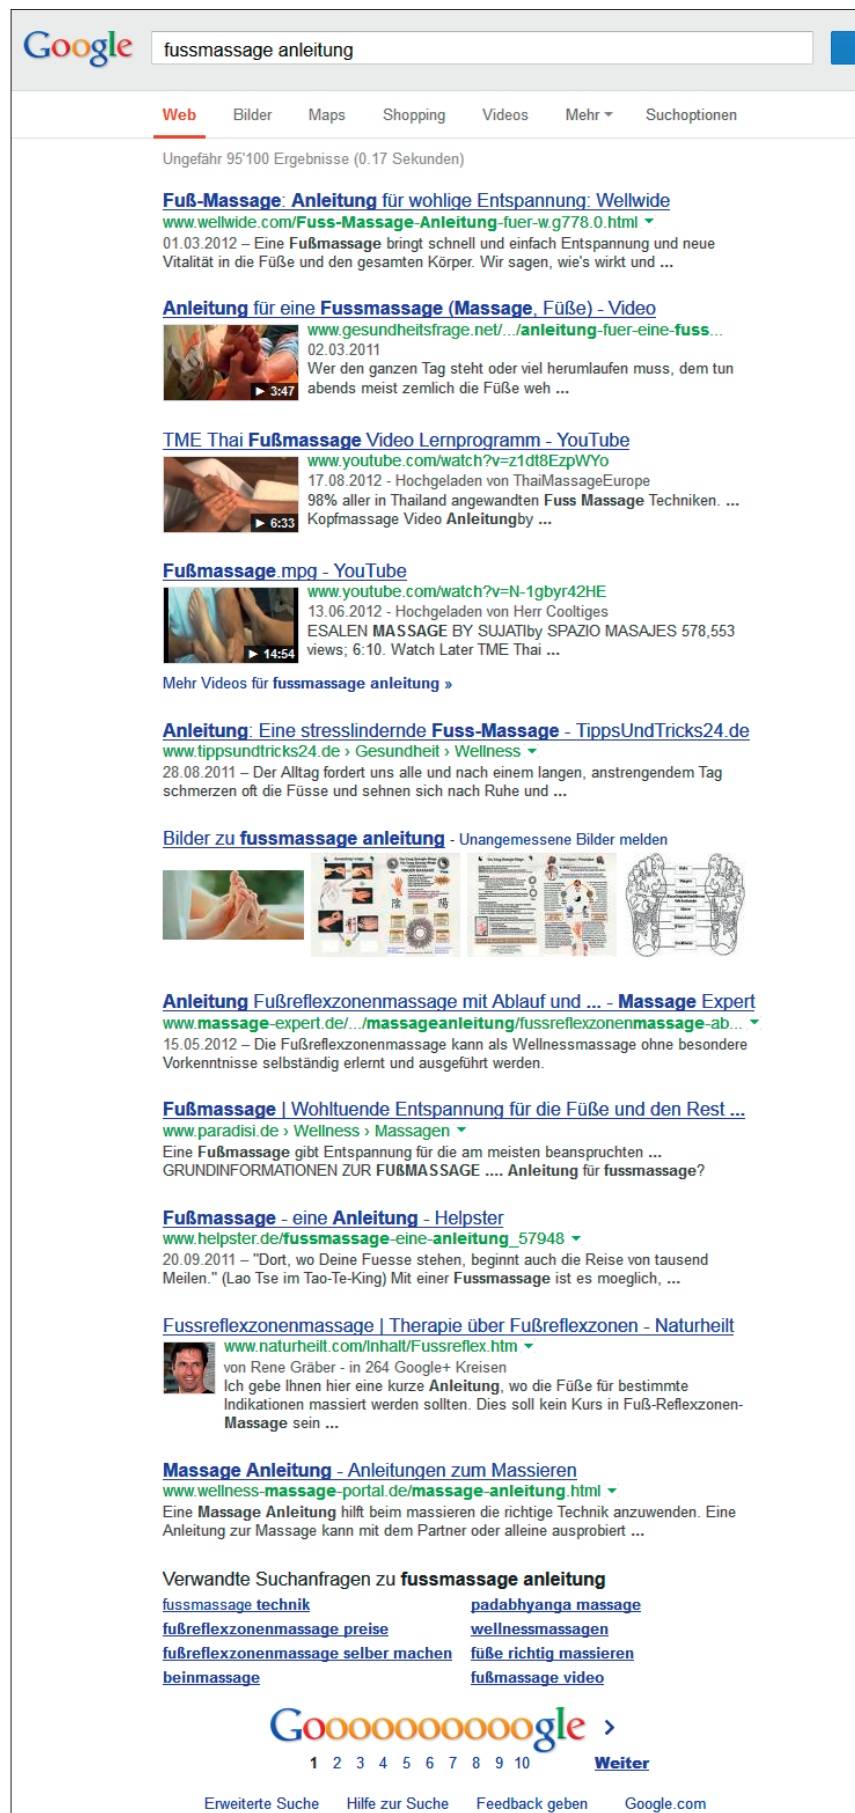 Google
fussmassage anleitung
Web Bilder Maps Shopping Videos Mehr Suchoptionen
Ungefähr 95'100 Ergebnisse (0.17 Sekunden)
Fuß-Massage: Anleitung für wohlige Entspannung: Wellwide
www.wellwide.com/Fuss-Massage-Anleitung-fuer-w.g778.0.html
01.03.2012 – Eine Fußmassage bringt schnell und einfach Entspannung und neue
Vitalität in die Füße und den gesamten Körper. Wir sagen, wie's wirkt und ...
Anleitung für eine Fussmassage (Massage, Füße) - Video
www.gesundheitsfrage.net/.../anleitung-fuer-eine-fuss...
02.03.2011
Wer den ganzen Tag steht oder viel herumlaufen muss, dem tun
abends meist zemlich die Füße weh ...
3:47
TME Thai Fußmassage Video Lernprogramm - YouTube
www.youtube.com/watch?v=z1dt8EzpWYo
17.08.2012 - Hochgeladen von ThaiMassageEurope
98% aller in Thailand angewandten Fuss Massage Techniken. ...
Kopfmassage Video Anleitungby ...
6:33
Fußmassage.mpg - YouTube
www.youtube.com/watch?v=N-1gbyr42HE
13.06.2012 - Hochgeladen von Herr Cooltiges
ESALEN MASSAGE BY SUJATIby SPAZIO MASAJES 578,553
views; 6:10. Watch Later TME Thai ...
14:54
Mehr Videos für fussmassage anleitung »
Anleitung: Eine stresslindernde Fuss-Massage - TippsUndTricks24.de
www.tippsundtricks24.de › Gesundheit › Wellness
28.08.2011 – Der Alltag fordert uns alle und nach einem langen, anstrengendem Tag
schmerzen oft die Füsse und sehnen sich nach Ruhe und ...
Bilder zu fussmassage anleitung - Unangemessene Bilder melden
Anleitung Fußreflexzonenmassage mit Ablauf und ... - Massage Expert
www.massage-expert.de/.../massageanleitung/fussreflexzonenmassage-ab...
15.05.2012 – Die Fußreflexzonenmassage kann als Wellnessmassage ohne besondere
Vorkenntnisse selbständig erlernt und ausgeführt werden.
Fußmassage | Wohltuende Entspannung für die Füße und den Rest ...
www.paradisi.de › Wellness › Massagen
Eine Fußmassage gibt Entspannung für die am meisten beanspruchten ...
GRUNDINFORMATIONEN ZUR FUßMASSAGE .... Anleitung für fussmassage?
Fußmassage - eine Anleitung - Helpster
www.helpster.de/fussmassage-eine-anleitung_57948
20.09.2011 – "Dort, wo Deine Fuesse stehen, beginnt auch die Reise von tausend
Meilen." (Lao Tse im Tao-Te-King) Mit einer Fussmassage ist es moeglich, ...
Fussreflexzonenmassage | Therapie über Fußreflexzonen - Naturheilt
www.naturheilt.com/Inhalt/Fussreflex.htm
von Rene Gräber - in 264 Google+ Kreisen
Ich gebe Ihnen hier eine kurze Anleitung, wo die Füße für bestimmte
Indikationen massiert werden sollten. Dies soll kein Kurs in Fuß-Reflexzonen-
Massage sein ...
Massage Anleitung - Anleitungen zum Massieren
www.wellness-massage-portal.de/massage-anleitung.html
Eine Massage Anleitung hilft beim massieren die richtige Technik anzuwenden. Eine
Anleitung zur Massage kann mit dem Partner oder alleine ausprobiert ...
Verwandte Suchanfragen zu fussmassage anleitung
fussmassage technik padabhyanga massage
fußreflexzonenmassage preise wellnessmassagen
fußreflexzonenmassage selber machen füße richtig massieren
beinmassage fußmassage video
Goooooooooogle
1 2 3 4 5 6 7 8 9 10 Weiter
Erweiterte Suche Hilfe zur Suche Feedback geben Google.com